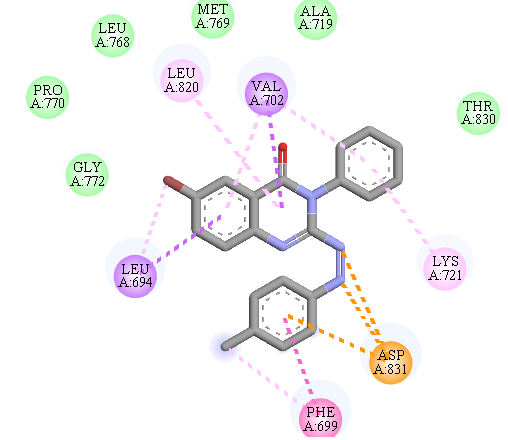 MET
A:769
ALA
A:719
LEU
A:768
LEU
A:820
VAL
A:702
PRO
A:770
THR
A:830
GLY
A:772
O
N
N
N
N
LEU
A:694
LYS
A:721
ASP
A:831
PHE
A:699